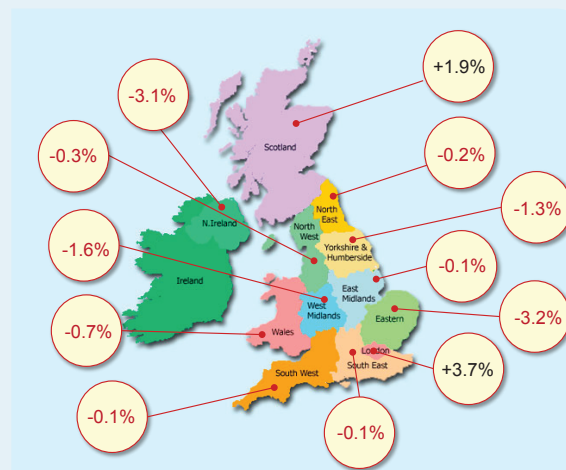 +1.9%
-3.1%
-0.3%
Scotland
-0.2%
-1.3%
N.Ireland
North
East
North
West
Yorkshire &
Humberside
-1.6%
-0.1%
Ireland
East
Midlands
West
Midlands
Eastern
-3.2%
-0.7%
Wales
London
South East
South West
+3.7%
-0.1%
-0.1%